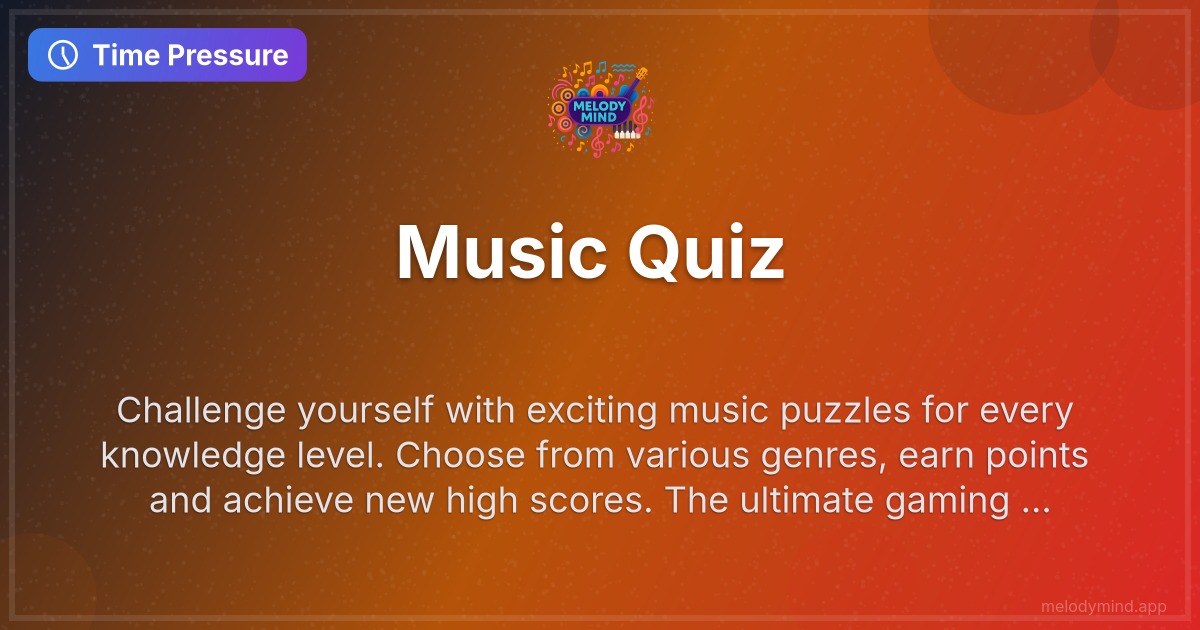 Time Pressure
MELODY
MIND
Music Quiz
Challenge yourself with exciting music puzzles for every
knowledge level. Choose from various genres, earn points
and achieve new high scores. The ultimate gaming ...
melodymind.app